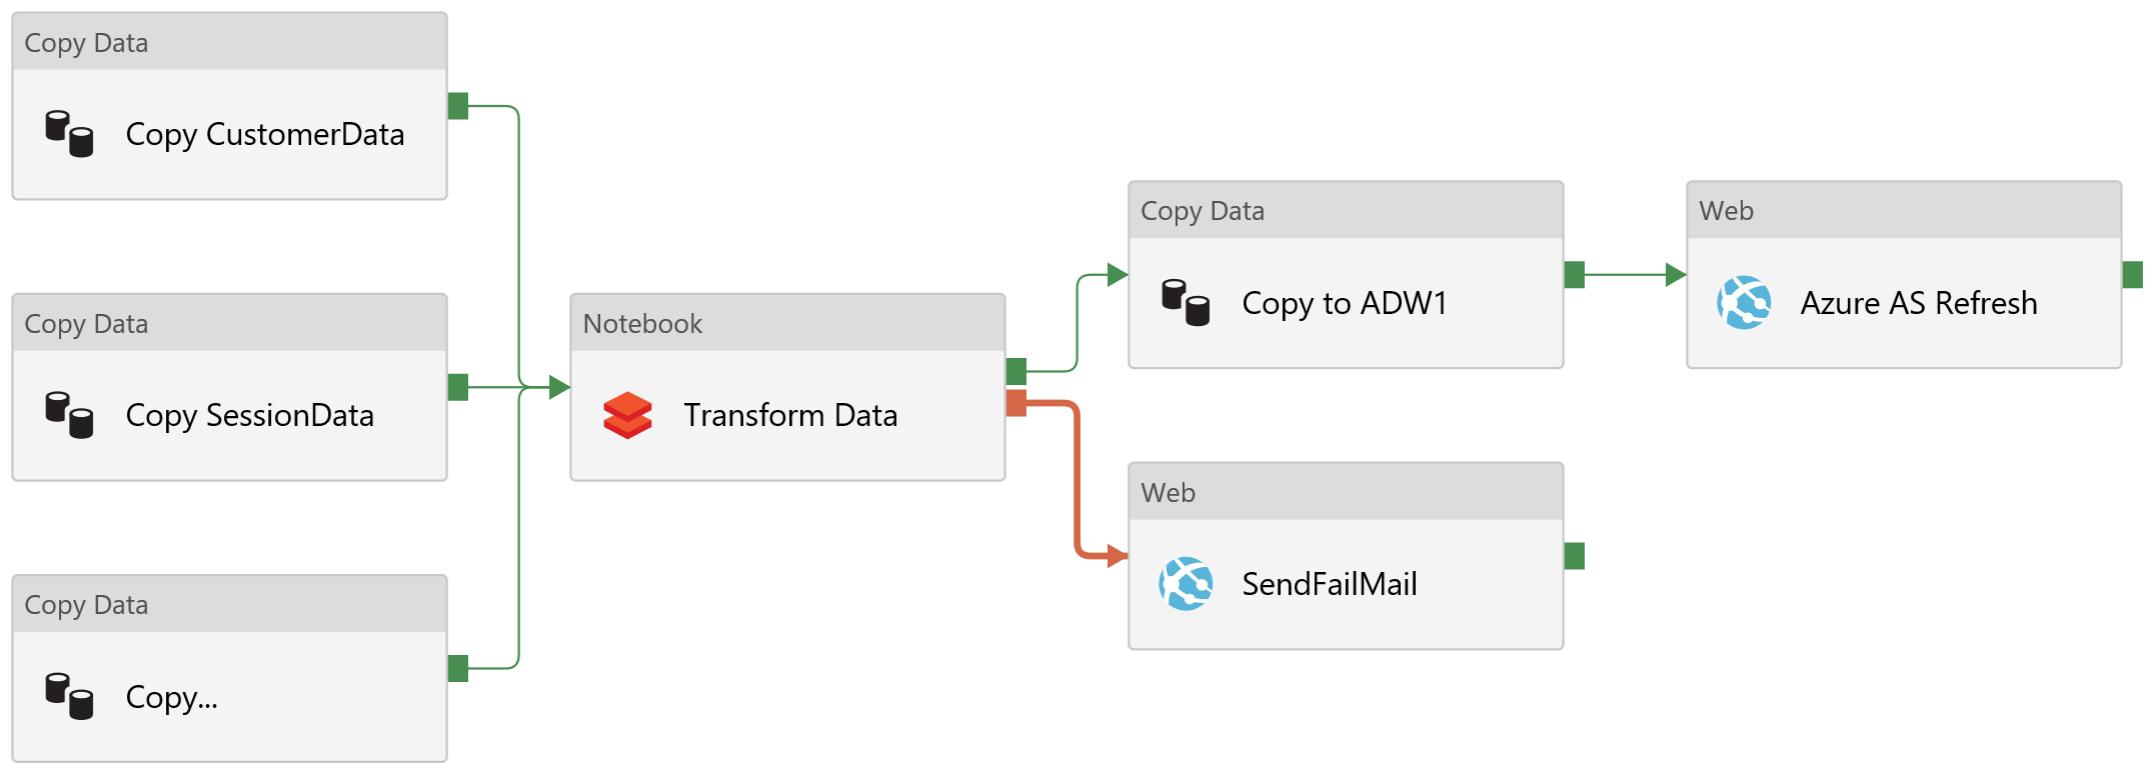 Copy Data
Copy CustomerData
Copy Data
Copy SessionData
Copy Data
Copy...
Notebook
Transform Data
Copy Data
Copy to ADW1
Web
SendFailMail
Web
Azure AS Refresh